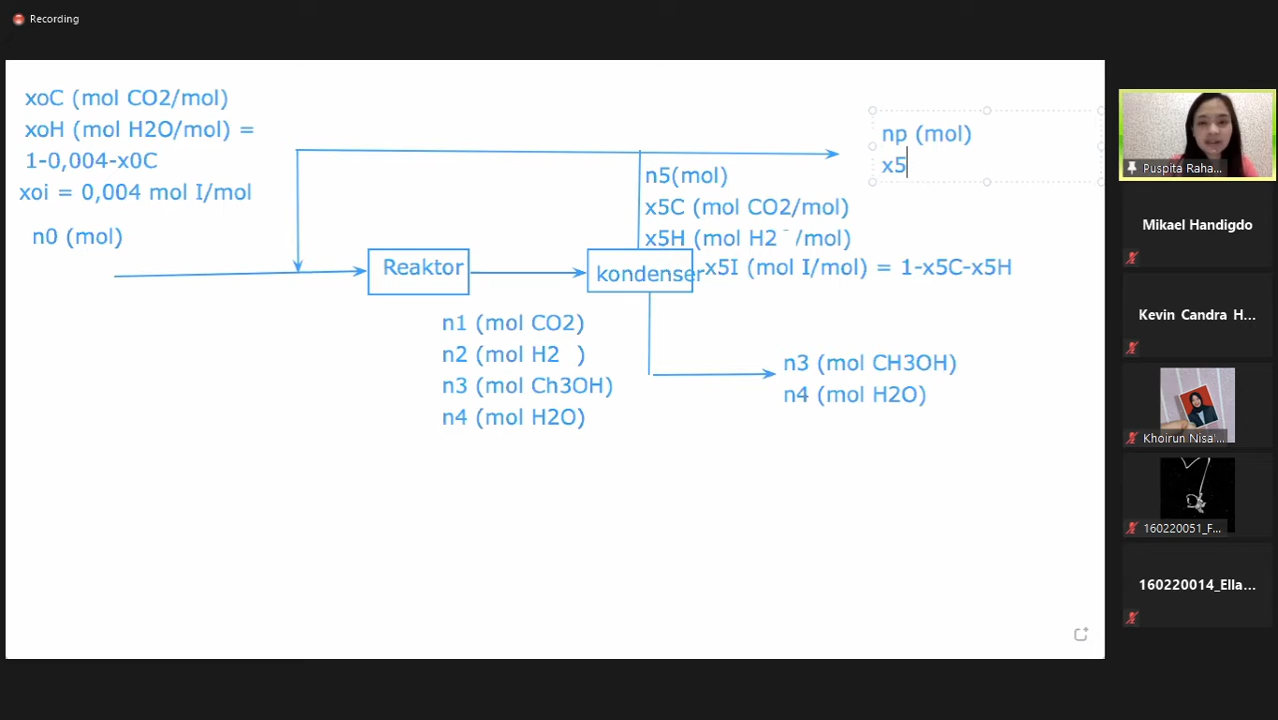 Recording
xoC (mol CO2/mol)
xoH (mol H2O/mol) =
1-0,004-x0C
xoi = 0,004 mol I/mol
n0 (mol)
np (mol)
x5
n5(mol)
x5C (mol CO2/mol)
x5H (mol H2 /mol)
x5I (mol I/mol) = 1-x5C-x5H
Reaktor
kondenser
n1 (mol CO2)
n2 (mol H2 )
n3 (mol Ch3OH)
n4 (mol H2O)
n3 (mol CH3OH)
n4 (mol H2O)
Puspita Raha...
Mikael Handigdo
Kevin Candra H...
Khoirun Nisa'...
160220051_F...
160220014_Ella...